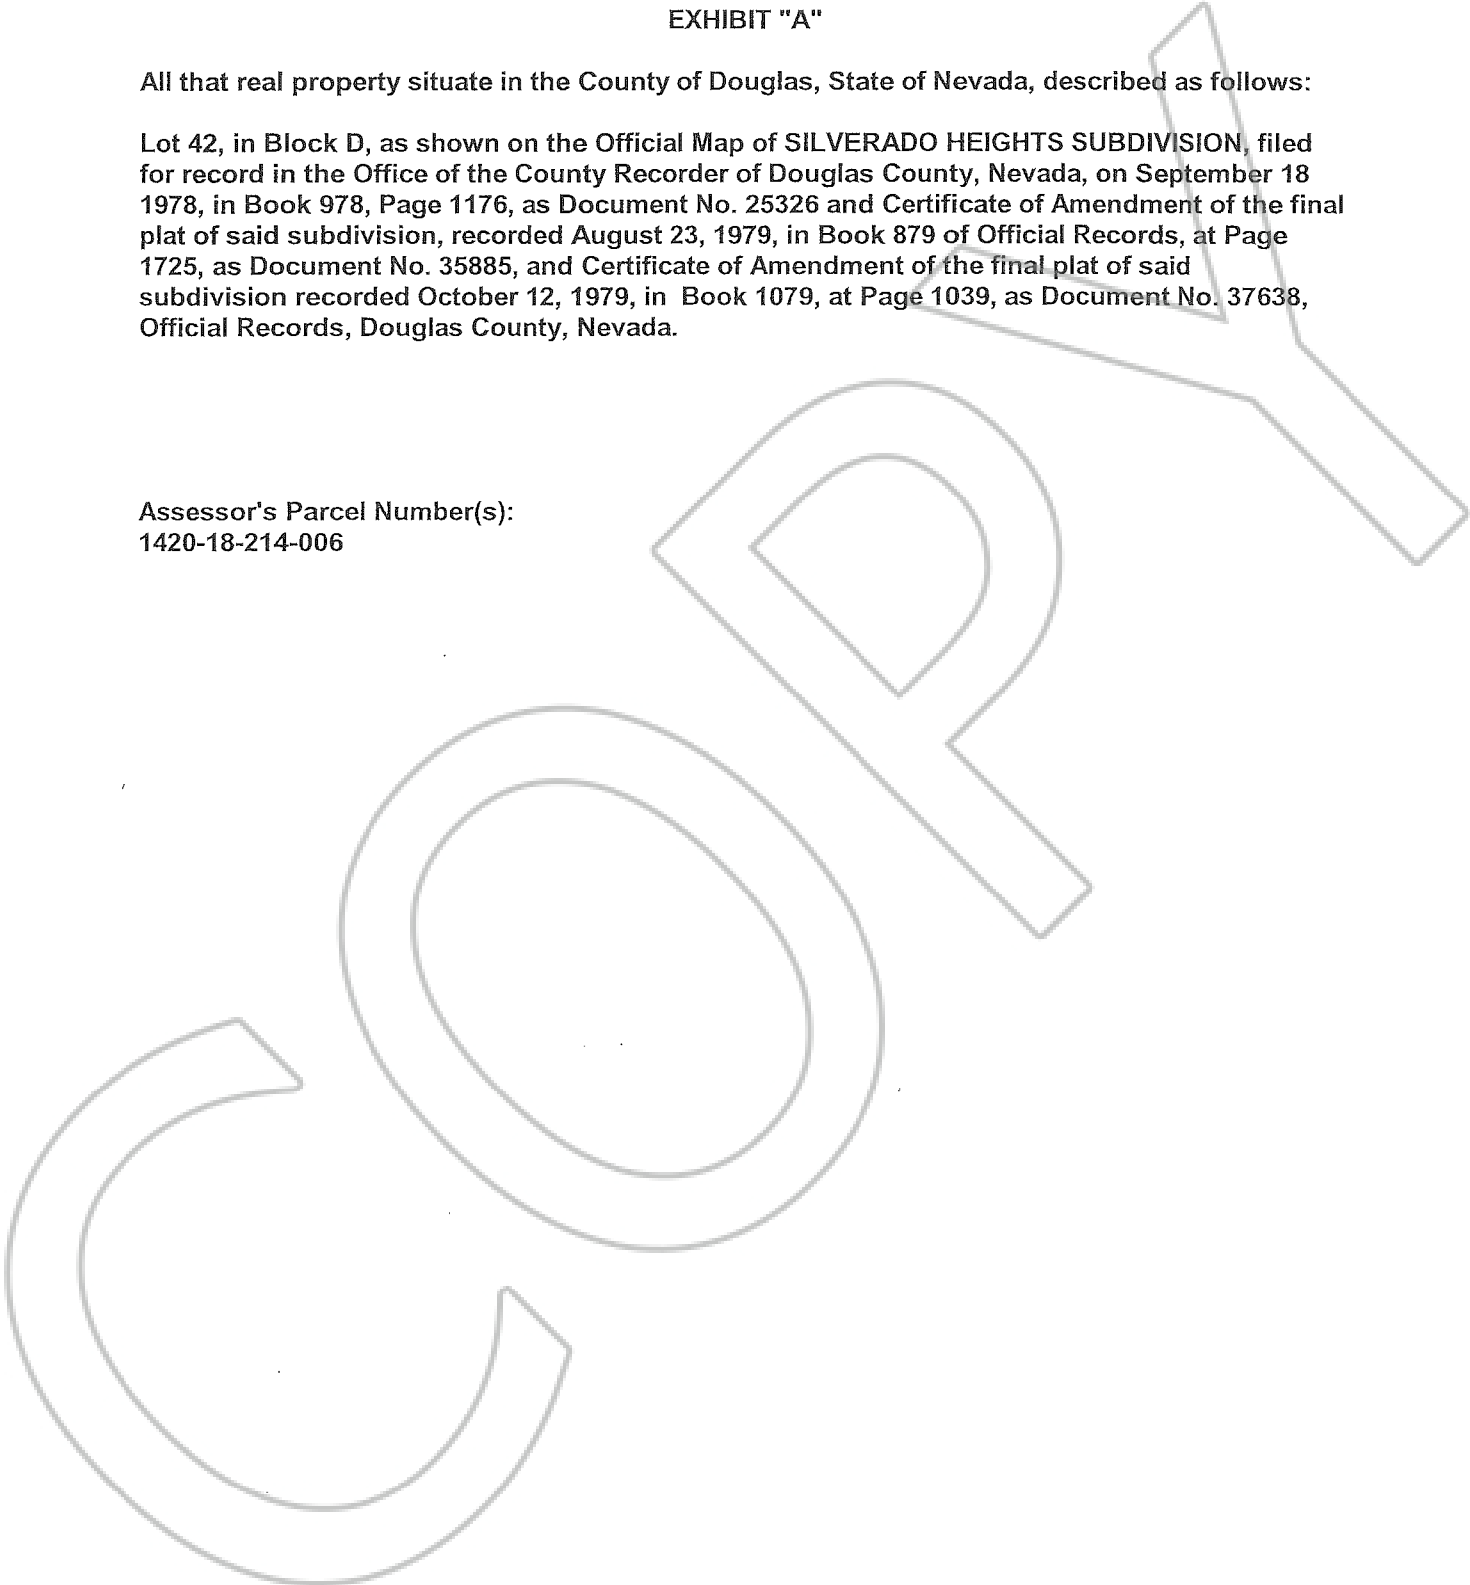 EXHIBIT "A"
All that real property situate in the County of Douglas, State of Nevada, described as follows:
Lot 42, in Block D, as shown on the Official Map of SILVERADO HEIGHTS SUBDIVISION, filed
for record in the Office of the County Recorder of Douglas County, Nevada, on September 18
1978, in Book 978, Page 1176, as Document No. 25326 and Certificate of Amendment of the final
plat of said subdivision, recorded August 23, 1979, in Book 879 of Official Records, at Page
1725, as Document No. 35885, and Certificate of Amendment of the final plat of said
subdivision recorded October 12, 1979, in  Book 1079, at Page 1039, as Document No. 37638,
Official Records, Douglas County, Nevada.
Assessor's Parcel Number(s):
1420-18-214-006
COPY